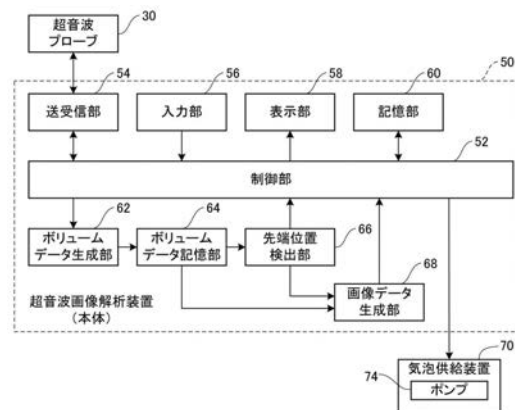 超音波
プローブ
30
50
54
56
58
60
送受信部
入力部
表示部
記憶部
52
制御部
62
64
66
ボリューム
データ生成部
ボリューム
データ記憶部
先端位置
検出部
68
画像データ
生成部
超音波画像解析装置
(本体)
70
気泡供給装置
74
ポンプ